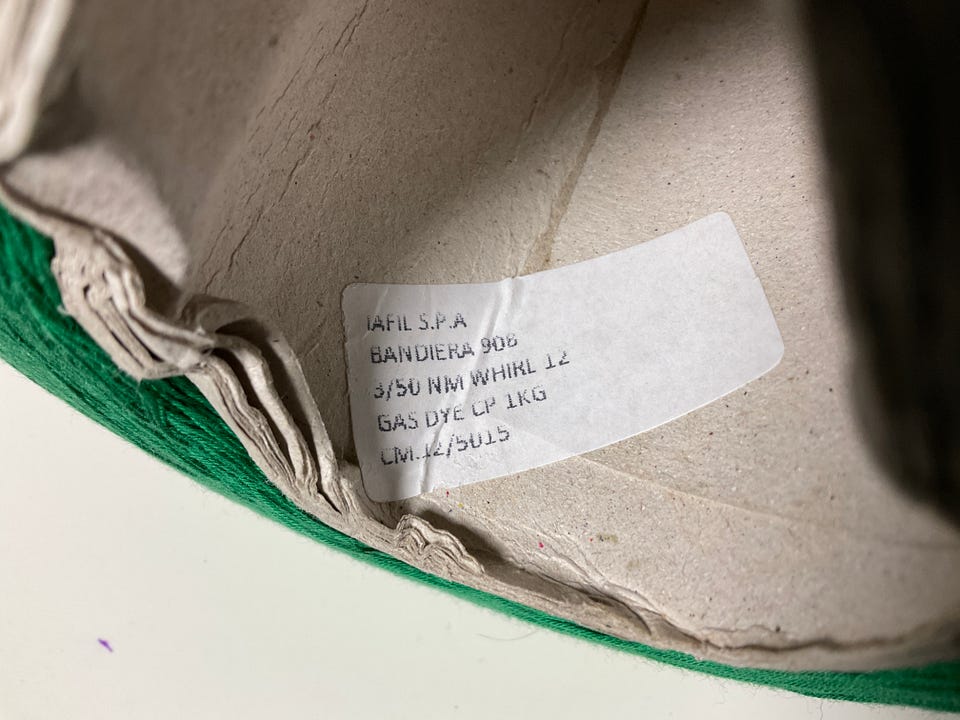 IAFIL S.P.A
BANDIERA 908
3/50 NM WHIRL 12
GAS DYE CP 1KG
CM.12/5015